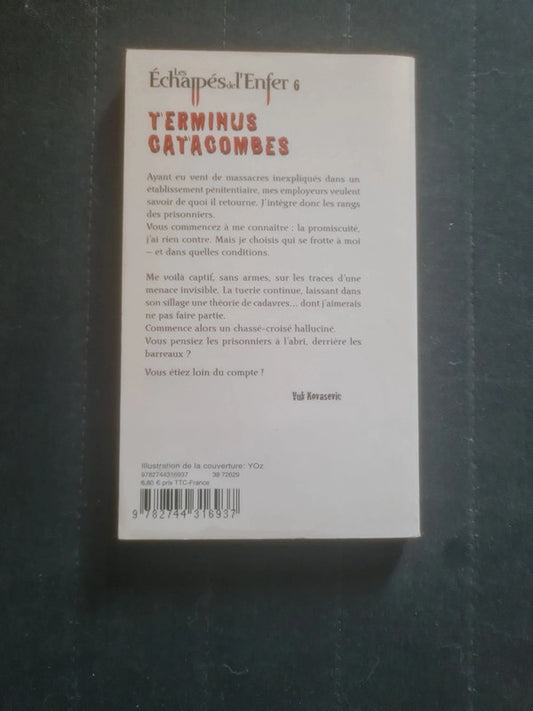 Les
Échappés de l'Enfer 6
TERMINUS
CATACOMBES
Ayant eu vent de massacres inexpliqués dans un
établissement pénitentiaire, mes employeurs veulent
savoir de quoi il retourne. J'intègre donc les rangs
des prisonniers.
Vous commencez à me connaître : la promiscuité,
j'ai rien contre. Mais je choisis qui se frotte à moi
– et dans quelles conditions.
Me voilà captif, sans armes, sur les traces d'une
menace invisible. La tuerie continue, laissant dans
son sillage une théorie de cadavres... dont j'aimerais
ne pas faire partie.
Commence alors un chassé-croisé halluciné.
Vous pensiez les prisonniers à l'abri, derrière les
barreaux ?
Vous étiez loin du compte !
Vuk Kovasevic
Illustration de la couverture: YOz
9782744316937 38 72029
6,80 € prix TTC-France
9 782744 316937